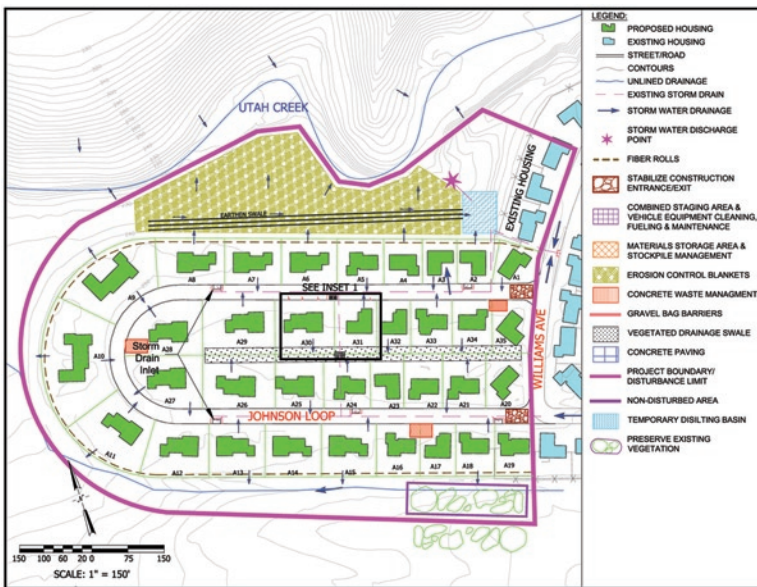 UTAH CREEK
EARTHEN SWALE
EXISTING HOUSING
A8
A7
A6
A5
A4
A3
A2
A1
SEE INSET 1
A9
A10
A28
Storm
Drain
Inlet
A29
A30
A31
A32
A33
A34
A35
WILLIAMS AVE
A27
A26
A25
A24
A23
A22
A21
A20
JOHNSON LOOP
A11
A12
A13
A14
A15
A16
A17
A18
A19
150 100 60 20 0 75 150
SCALE: 1" = 150'
LEGEND:
PROPOSED HOUSING
EXISTING HOUSING
STREET/ROAD
CONTOURS
UNLINED DRAINAGE
EXISTING STORM DRAIN
STORM WATER DRAINAGE
STORM WATER DISCHARGE
POINT
FIBER ROLLS
STABILIZE CONSTRUCTION
ENTRANCE/EXIT
COMBINED STAGING AREA &
VEHICLE EQUIPMENT CLEANING,
FUELING & MAINTENANCE
MATERIALS STORAGE AREA &
STOCKPILE MANAGEMENT
EROSION CONTROL BLANKETS
CONCRETE WASTE MANAGMENT
GRAVEL BAG BARRIERS
VEGETATED DRAINAGE SWALE
CONCRETE PAVING
PROJECT BOUNDARY/
DISTURBANCE LIMIT
NON-DISTURBED AREA
TEMPORARY DISILTING BASIN
PRESERVE EXISTING
VEGETATION